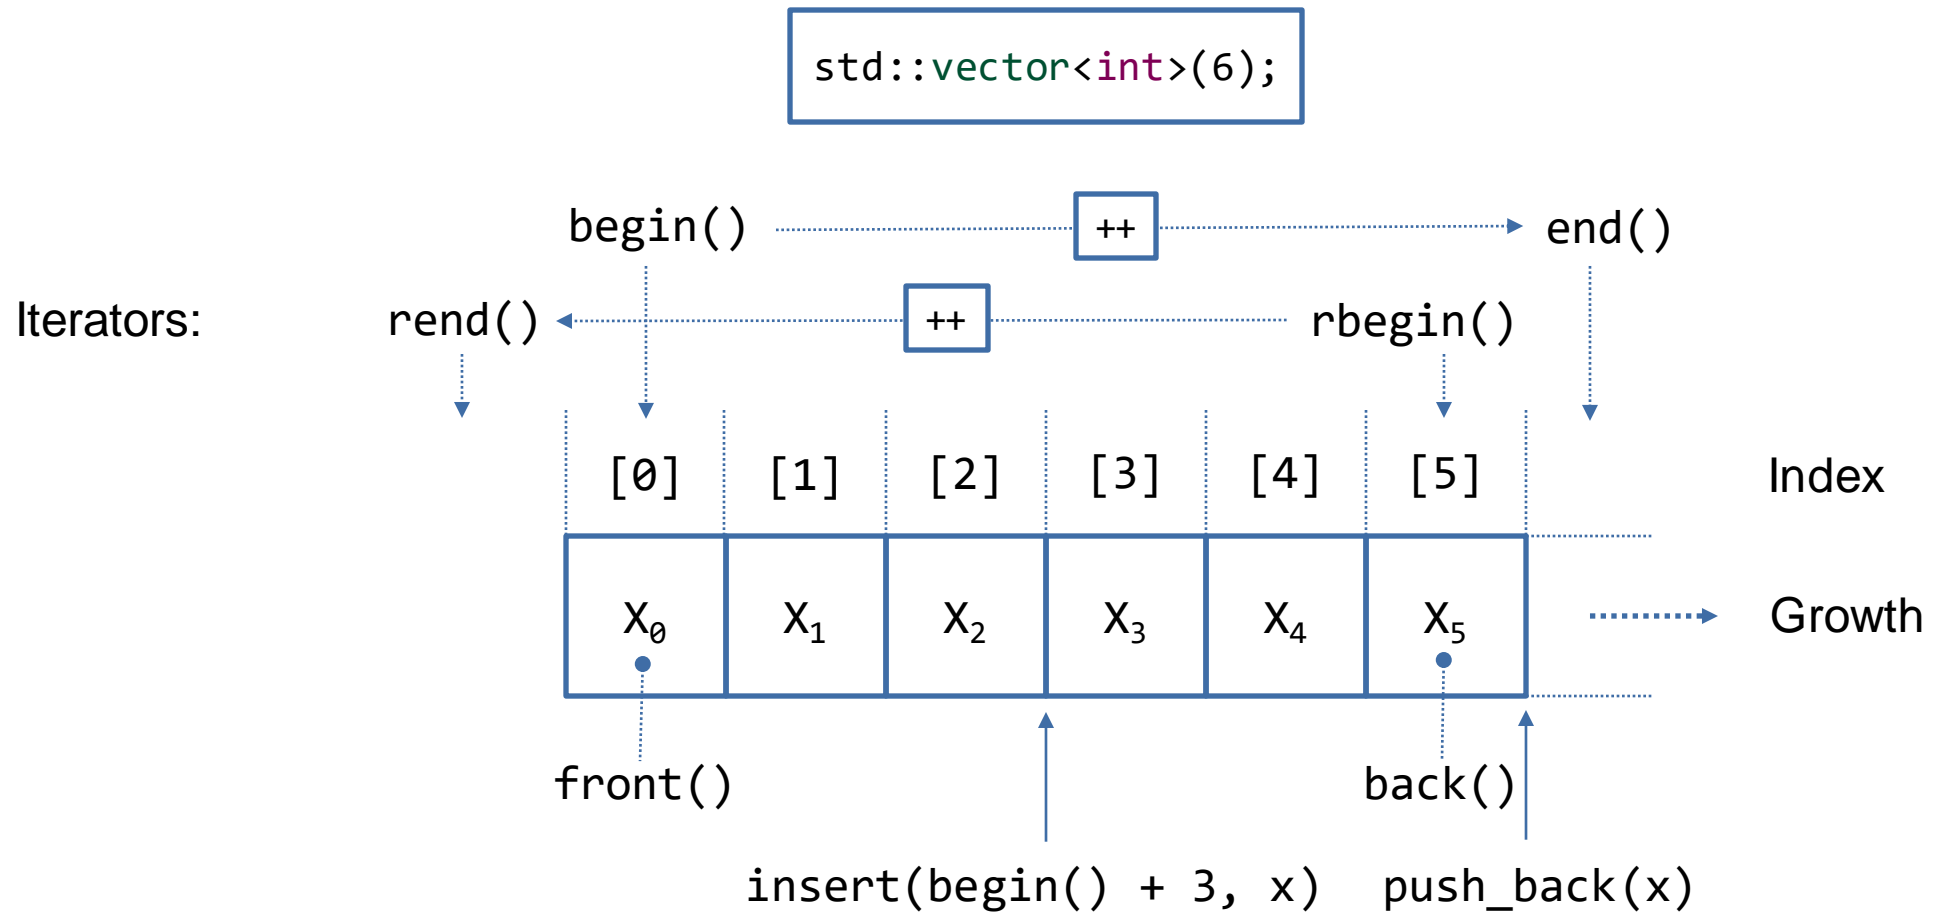 std::vector<int>(6);
begin() ++ end()
Iterators: rend() ++ rbegin()
[0] [1] [2] [3] [4] [5] Index
X₀ X₁ X₂ X₃ X₄ X₅ Growth
front() back()
insert(begin() + 3, x) push_back(x)